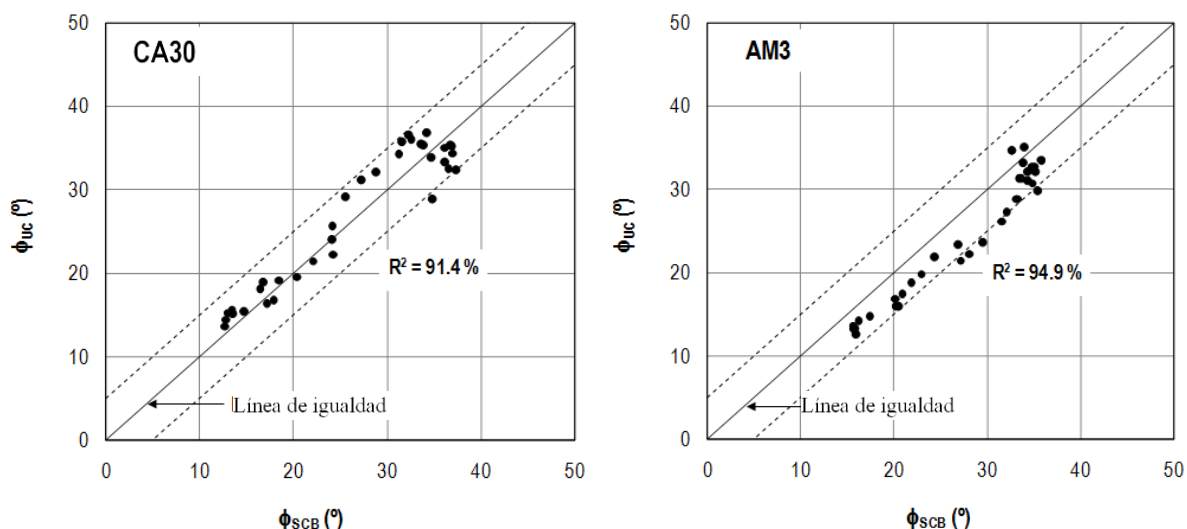 CA30
50
40
30
20
10
0
0 10 20 30 40 50
ϕUC (º)
ϕSCB (º)
R² = 91.4 %
Línea de igualdad
AM3
50
40
30
20
10
0
0 10 20 30 40 50
ϕUC (º)
ϕSCB (º)
R² = 94.9 %
Línea de igualdad